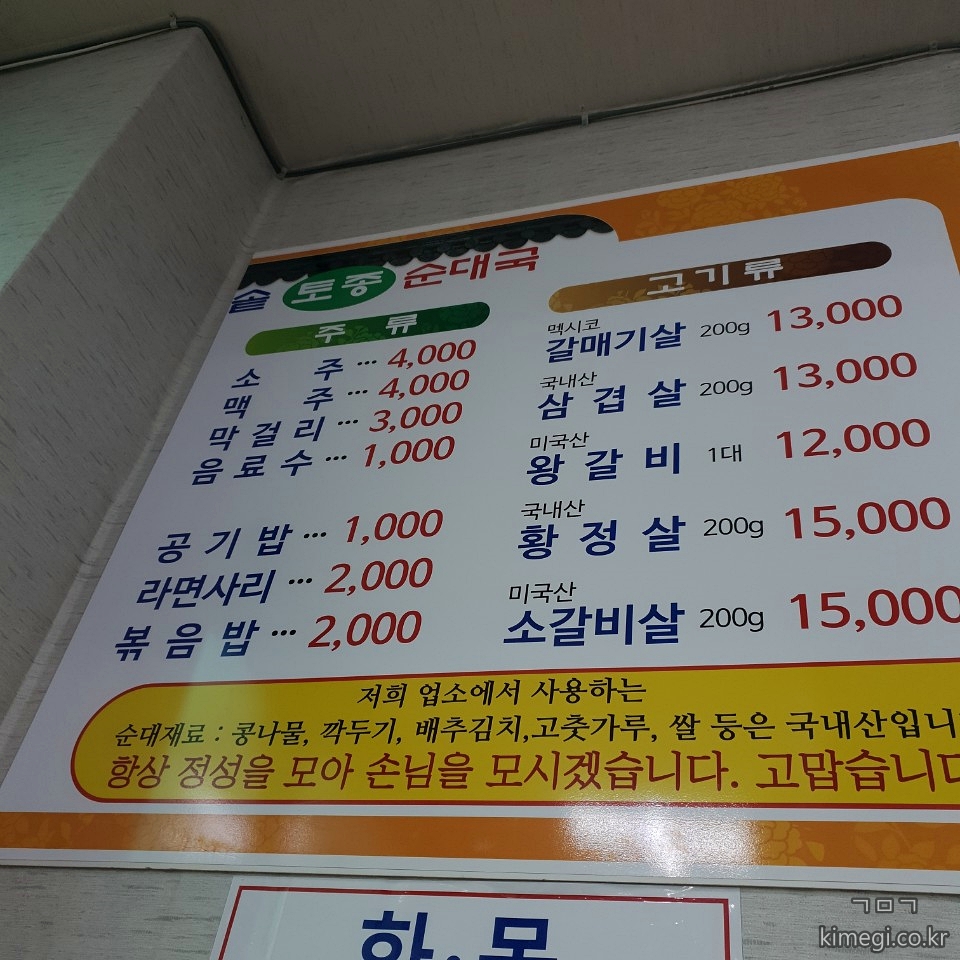 솔 토종 순대국
주 류
소 주 ··· 4,000
맥 주 ··· 4,000
막걸리 ··· 3,000
음료수 ··· 1,000
공기밥 ··· 1,000
라면사리 ··· 2,000
볶음밥 ··· 2,000
고기류
멕시코
갈매기살 200g 13,000
국내산
삼겹살 200g 13,000
미국산
왕갈비 1대 12,000
국내산
황정살 200g 15,000
미국산
소갈비살 200g 15,000
저희 업소에서 사용하는
순대재료 : 콩나물, 깍두기, 배추김치,고춧가루, 쌀 등은 국내산입니
항상 정성을 모아 손님을 모시겠습니다. 고맙습니다
ㄱㅁㄱ
kimegi.co.kr